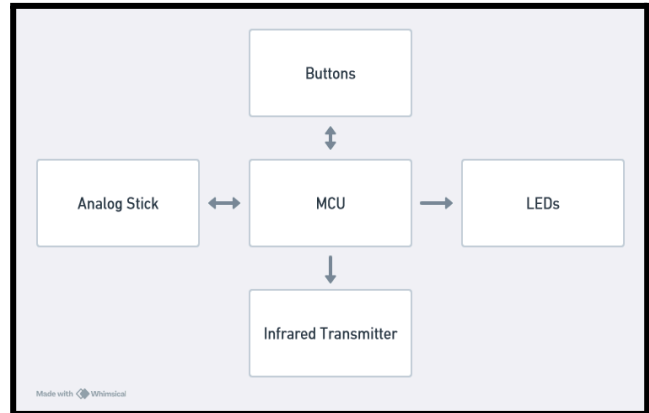 Buttons
Analog Stick
MCU
LEDs
Infrared Transmitter
Made with Whimsical